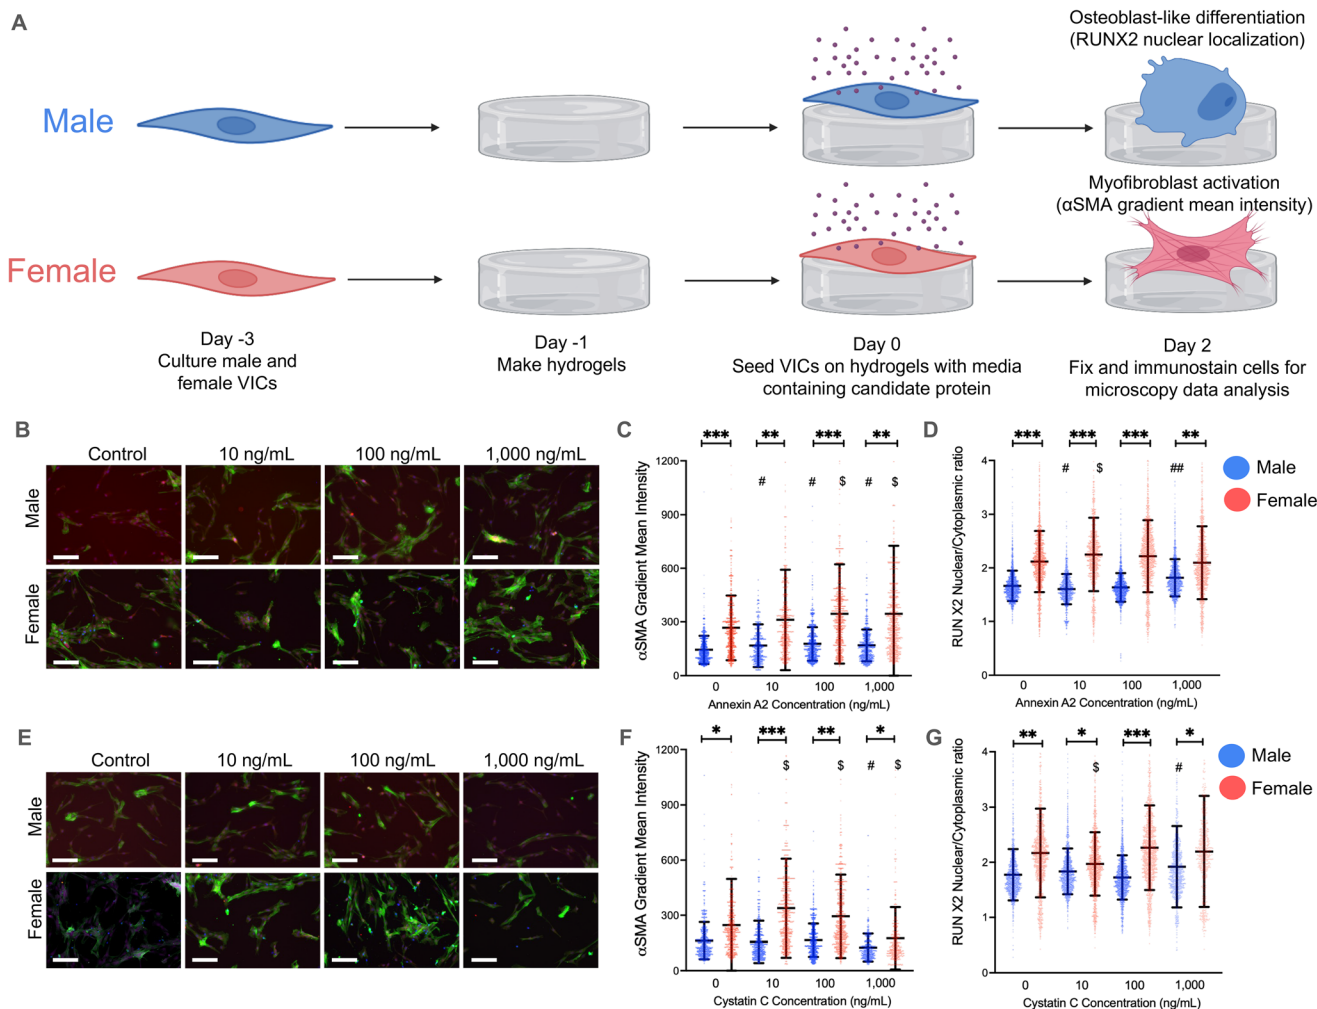 A
Male
Female
Osteoblast-like differentiation
(RUNX2 nuclear localization)
Myofibroblast activation
(αSMA gradient mean intensity)
Day -3
Culture male and
female VICs
Day -1
Make hydrogels
Day 0
Seed VICs on hydrogels with media
containing candidate protein
Day 2
Fix and immunostain cells for
microscopy data analysis
B
Control
10 ng/mL
100 ng/mL
1,000 ng/mL
Male
Female
C
*** ** *** **
αSMA Gradient Mean Intensity
1200
900
600
300
0
# # $ # $
0 10 100 1,000
Annexin A2 Concentration (ng/mL)
D
*** *** *** **
RUN X2 Nuclear/Cytoplasmic ratio
4
3
2
1
0
# $ ##
0 10 100 1,000
Annexin A2 Concentration (ng/mL)
Male
Female
E
Control
10 ng/mL
100 ng/mL
1,000 ng/mL
Male
Female
F
* *** ** *
αSMA Gradient Mean Intensity
1200
900
600
300
0
$ $ # $
0 10 100 1,000
Cystatin C Concentration (ng/mL)
G
** * *** *
RUN X2 Nuclear/Cytoplasmic ratio
4
3
2
1
0
$ #
0 10 100 1,000
Cystatin C Concentration (ng/mL)
Male
Female